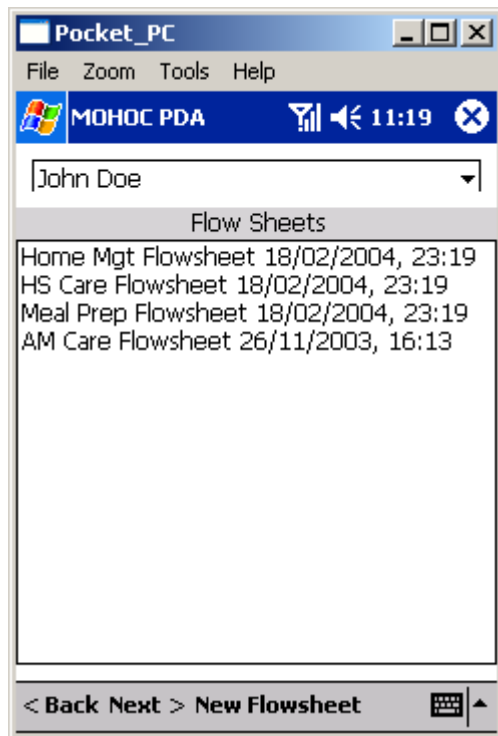 Pocket_PC
File Zoom Tools Help
MOHOC PDA 11:19
John Doe
Flow Sheets
Home Mgt Flowsheet 18/02/2004, 23:19
HS Care Flowsheet 18/02/2004, 23:19
Meal Prep Flowsheet 18/02/2004, 23:19
AM Care Flowsheet 26/11/2003, 16:13
< Back Next > New Flowsheet